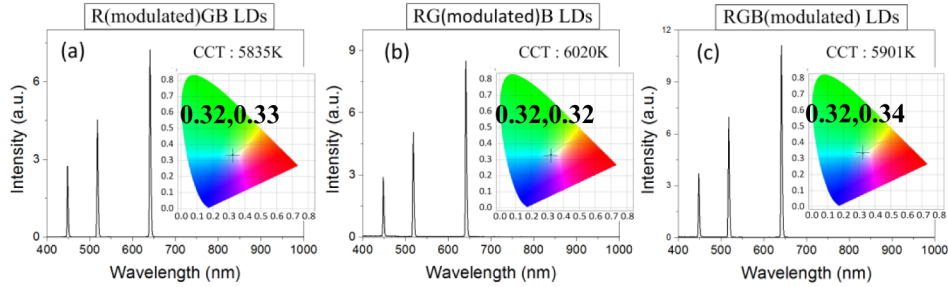 R(modulated)GB LDs
(a)
CCT : 5835K
0.32,0.33
0.8
0.7
0.6
0.5
0.4
0.3
0.2
0.1
0.0
0.0 0.1 0.2 0.3 0.4 0.5 0.6 0.7 0.8
6
3
0
Intensity (a.u.)
400 500 600 700 800 900 1000
Wavelength (nm)
RG(modulated)B LDs
(b)
CCT : 6020K
0.32,0.32
0.8
0.7
0.6
0.5
0.4
0.3
0.2
0.1
0.0
0.0 0.1 0.2 0.3 0.4 0.5 0.6 0.7 0.8
9
6
3
0
Intensity (a.u.)
400 500 600 700 800 900 1000
Wavelength (nm)
RGB(modulated) LDs
(c)
CCT : 5901K
0.32,0.34
0.8
0.7
0.6
0.5
0.4
0.3
0.2
0.1
0.0
0.0 0.1 0.2 0.3 0.4 0.5 0.6 0.7 0.8
12
9
6
3
0
Intensity (a.u.)
400 500 600 700 800 900 1000
Wavelength (nm)